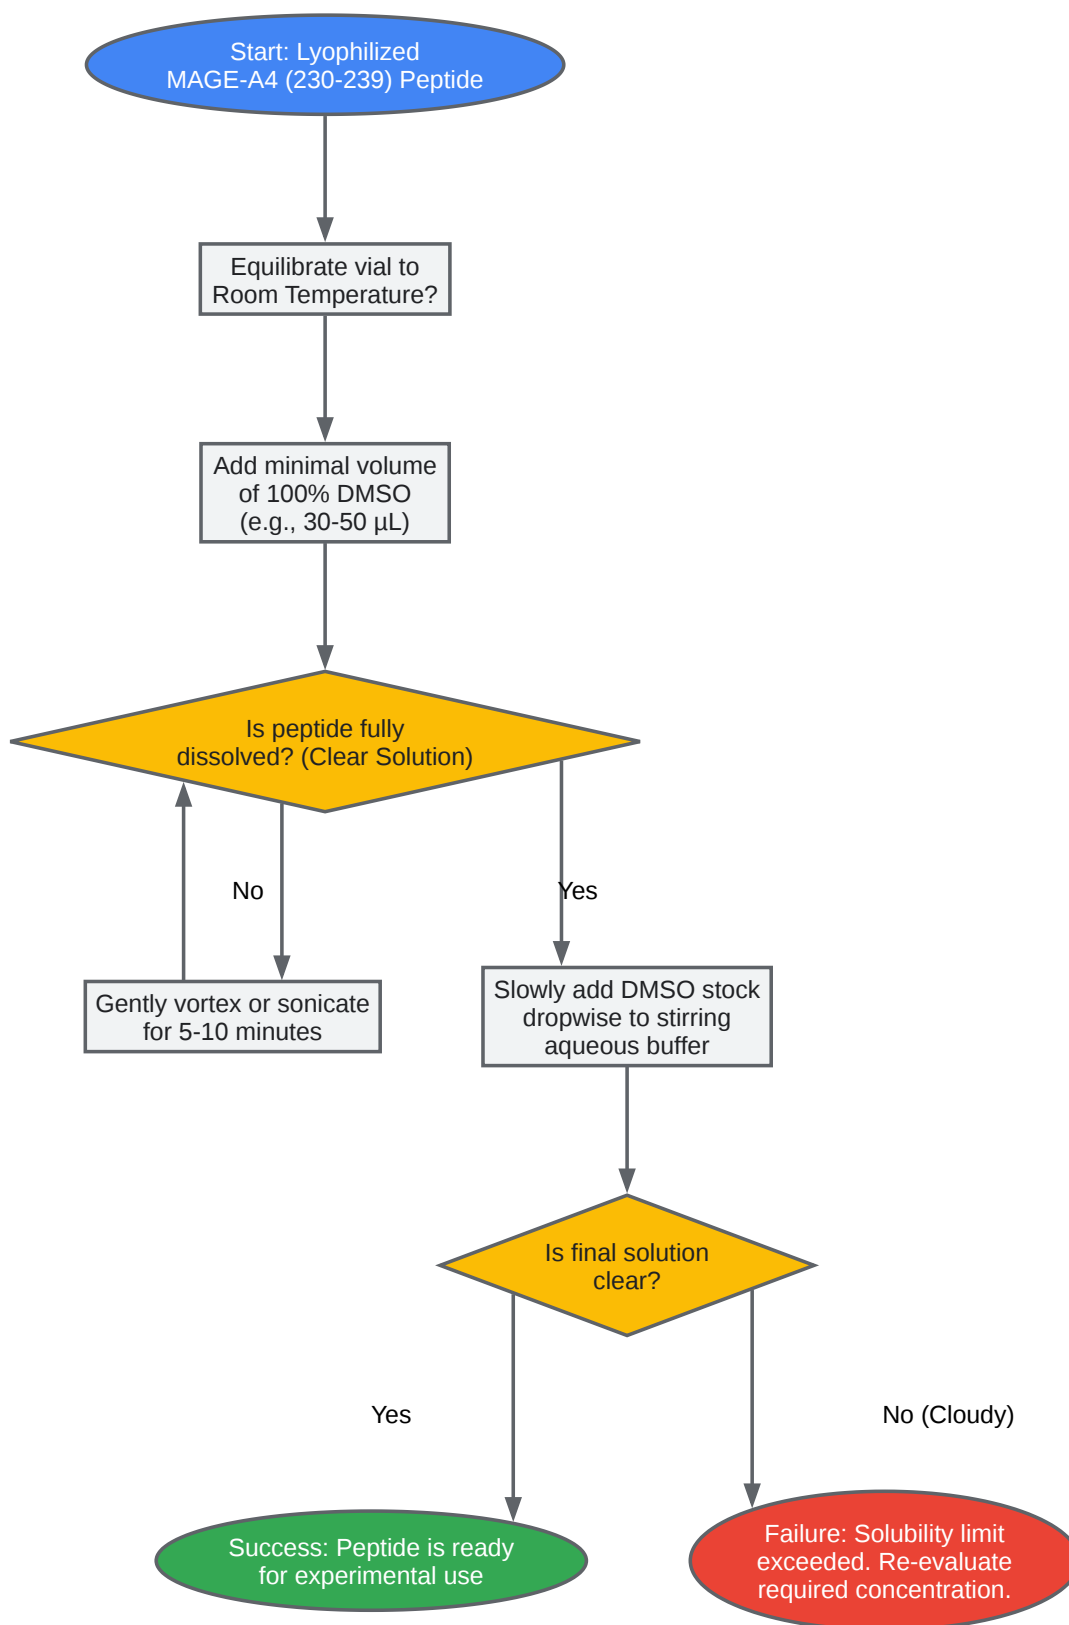 Start: Lyophilized
MAGE-A4 (230-239) Peptide
Equilibrate vial to
Room Temperature?
Add minimal volume
of 100% DMSO
(e.g., 30-50 µL)
Is peptide fully
dissolved? (Clear Solution)
No
Yes
Gently vortex or sonicate
for 5-10 minutes
Slowly add DMSO stock
dropwise to stirring
aqueous buffer
Is final solution
clear?
Yes
No (Cloudy)
Success: Peptide is ready
for experimental use
Failure: Solubility limit
exceeded. Re-evaluate
required concentration.